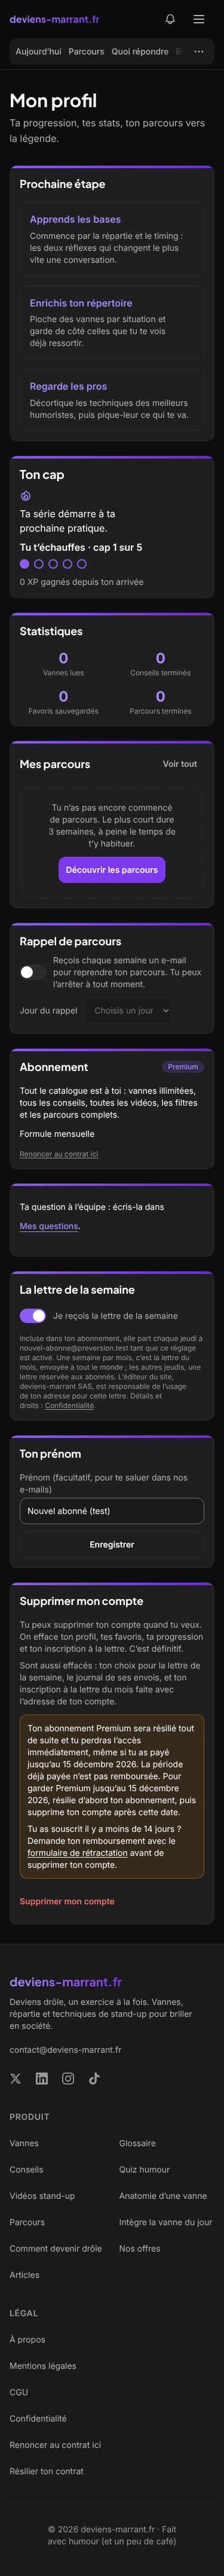 deviens-marrant.fr
Aujourd'hui Parcours Quoi répondre
Mon profil
Ta progression, tes stats, ton parcours vers
la légende.
Prochaine étape
Apprends les bases
Commence par la répartie et le timing :
les deux réflexes qui changent le plus
vite une conversation.
Enrichis ton répertoire
Pioche des vannes par situation et
garde de côté celles que tu te vois
déjà ressortir.
Regarde les pros
Décortique les techniques des meilleurs
humoristes, puis pique-leur ce qui te va.
Ton cap
Ta série démarre à ta
prochaine pratique.
Tu t'échauffes · cap 1 sur 5
0 XP gagnés depuis ton arrivée
Statistiques
0 0
Vannes lues Conseils terminés
0 0
Favoris sauvegardés Parcours terminés
Mes parcours Voir tout
Tu n'as pas encore commencé
de parcours. Le plus court dure
3 semaines, à peine le temps de
t'y habituer.
Découvrir les parcours
Rappel de parcours
Reçois chaque semaine un e-mail
pour reprendre ton parcours. Tu peux
l'arrêter à tout moment.
Jour du rappel Choisis un jour
Abonnement Premium
Tout le catalogue est à toi : vannes illimitées,
tous les conseils, toutes les vidéos, les filtres
et les parcours complets.
Formule mensuelle
Renoncer au contrat ici
Ta question à l'équipe : écris-la dans
Mes questions.
La lettre de la semaine
Je reçois la lettre de la semaine
Incluse dans ton abonnement, elle part chaque jeudi à
nouvel-abonne@preversion.test tant que ce réglage
est activé. Une semaine par mois, c'est la lettre du
mois, envoyée à tout le monde ; les autres jeudis, une
lettre réservée aux abonnés. L'éditeur du site,
deviens-marrant SAS, est responsable de l'usage
de ton adresse pour cette lettre. Détails et
droits : Confidentialité.
Ton prénom
Prénom (facultatif, pour te saluer dans nos
e-mails)
Nouvel abonné (test)
Enregistrer
Supprimer mon compte
Tu peux supprimer ton compte quand tu veux.
On efface ton profil, tes favoris, ta progression
et ton inscription à la lettre. C'est définitif.
Sont aussi effacés : ton choix pour la lettre de
la semaine, le journal de ses envois, et ton
inscription à la lettre du mois faite avec
l'adresse de ton compte.
Ton abonnement Premium sera résilié tout
de suite et tu perdras l'accès
immédiatement, même si tu as payé
jusqu'au 15 décembre 2026. La période
déjà payée n'est pas remboursée. Pour
garder Premium jusqu'au 15 décembre
2026, résilie d'abord ton abonnement, puis
supprime ton compte après cette date.
Tu as souscrit il y a moins de 14 jours ?
Demande ton remboursement avec le
formulaire de rétractation avant de
supprimer ton compte.
Supprimer mon compte
deviens-marrant.fr
Deviens drôle, un exercice à la fois. Vannes,
répartie et techniques de stand-up pour briller
en société.
contact@deviens-marrant.fr
PRODUIT
Vannes Glossaire
Conseils Quiz humour
Vidéos stand-up Anatomie d'une vanne
Parcours Intègre la vanne du jour
Comment devenir drôle Nos offres
Articles
LÉGAL
À propos
Mentions légales
CGU
Confidentialité
Renoncer au contrat ici
Résilier ton contrat
© 2026 deviens-marrant.fr · Fait
avec humour (et un peu de café)